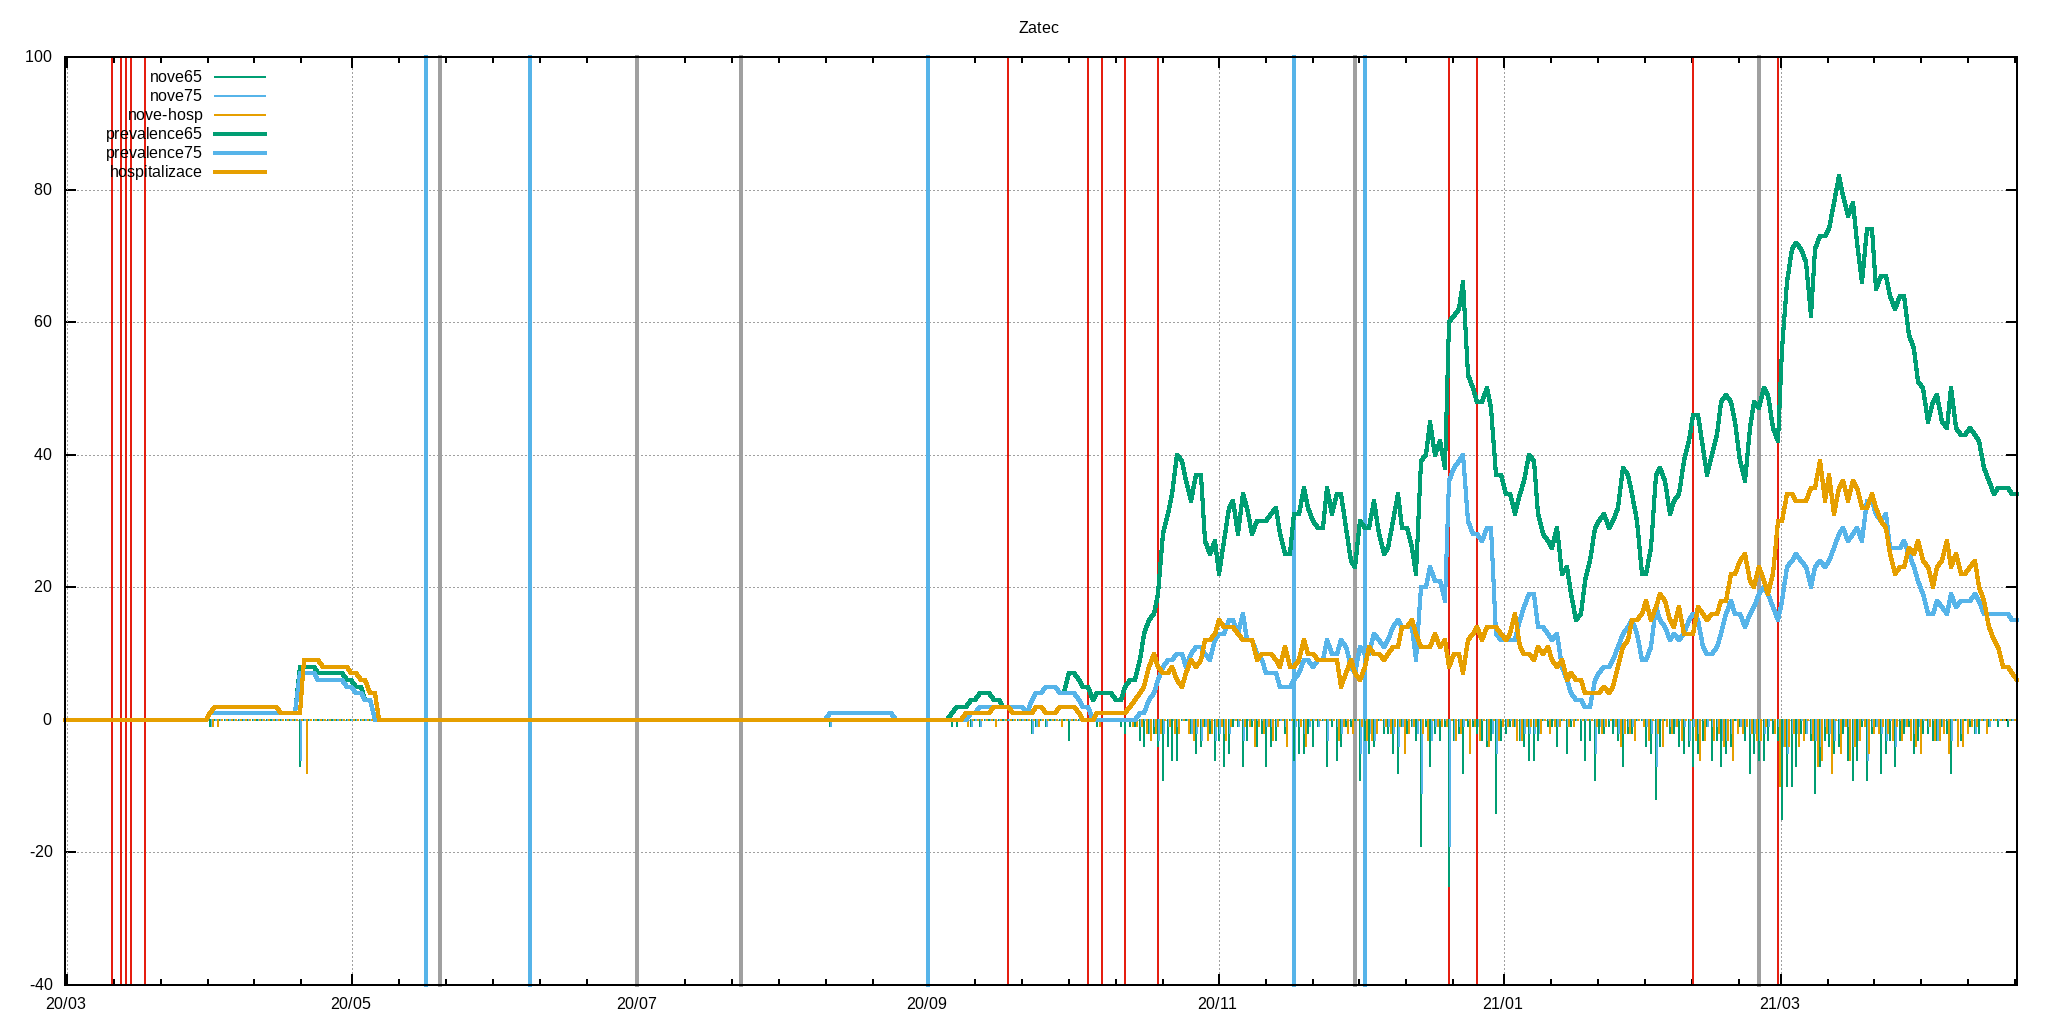 Zatec
100
80
60
40
20
0
-20
-40
nove65
nove75
nove-hosp
prevalence65
prevalence75
hospitalizace
20/03 20/05 20/07 20/09 20/11 21/01 21/03